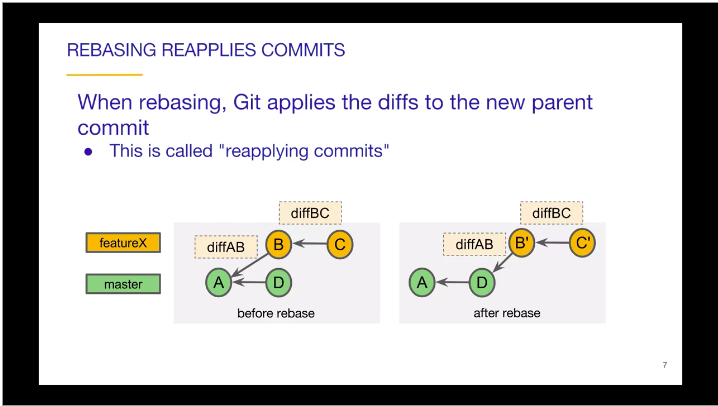 REBASING REAPPLIES COMMITS
When rebasing, Git applies the diffs to the new parent
commit
● This is called "reapplying commits"
diffBC
diffBC
featureX
diffAB
B
C
diffAB
B'
C'
master
A
D
A
D
before rebase
after rebase
7